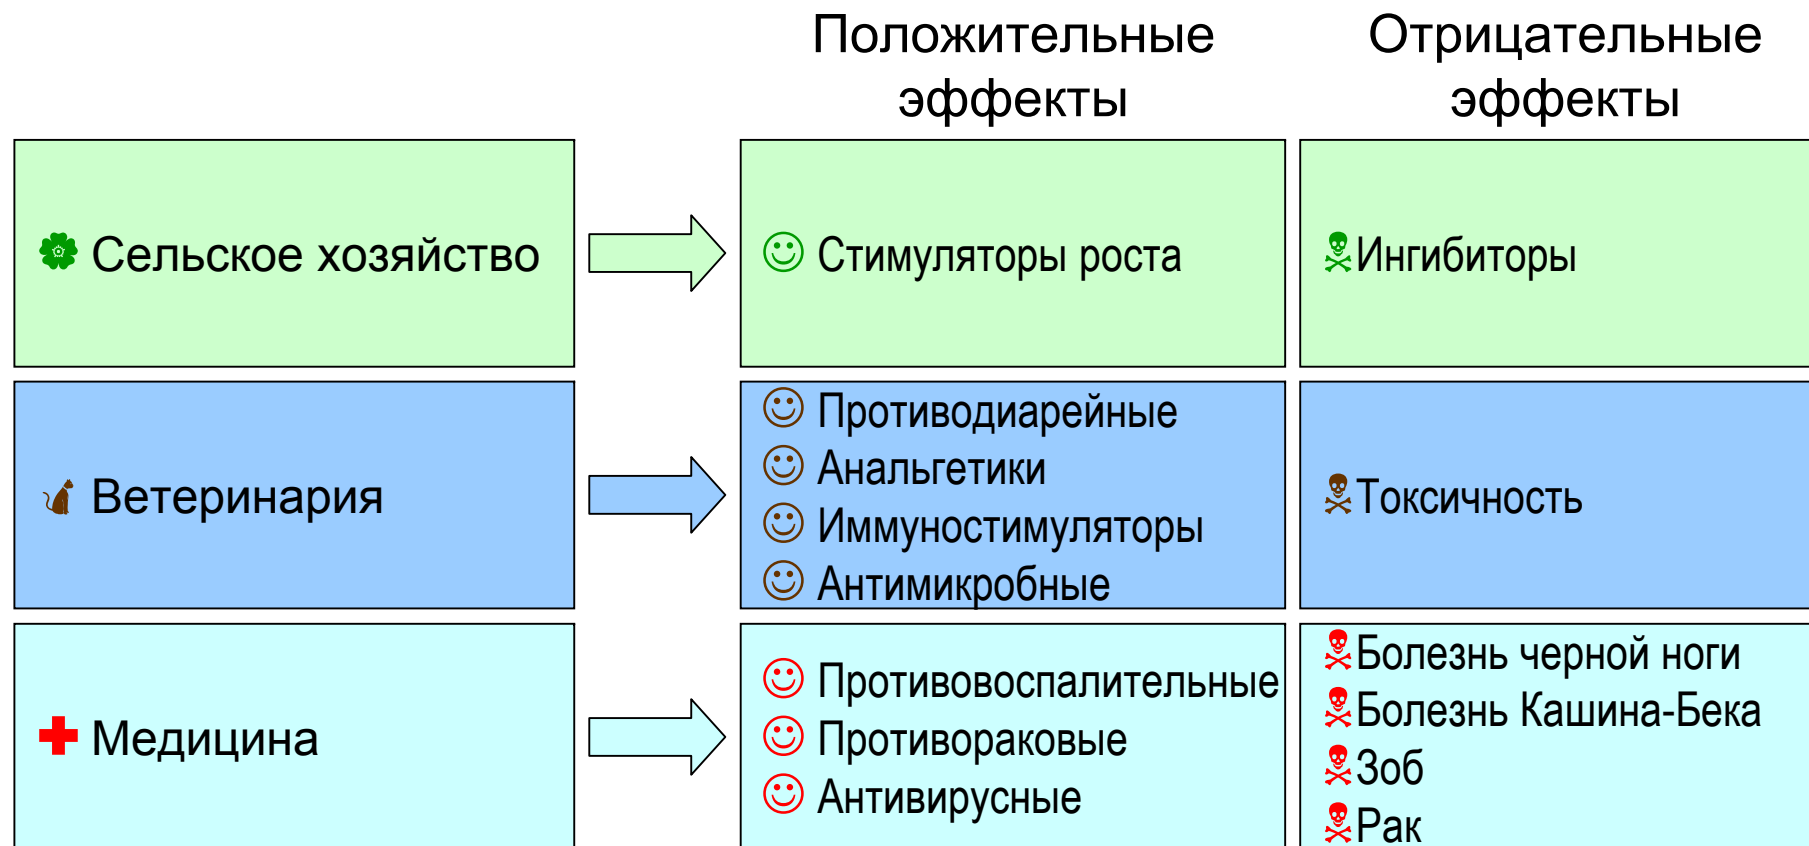 Положительные
эффекты
Отрицательные
эффекты
Сельское хозяйство
Стимуляторы роста
Ингибиторы
Ветеринария
Противодиарейные
Анальгетики
Иммуностимуляторы
Антимикробные
Токсичность
Медицина
Противовоспалительные
Противораковые
Антивирусные
Болезнь черной ноги
Болезнь Кашина-Бека
Зоб
Рак